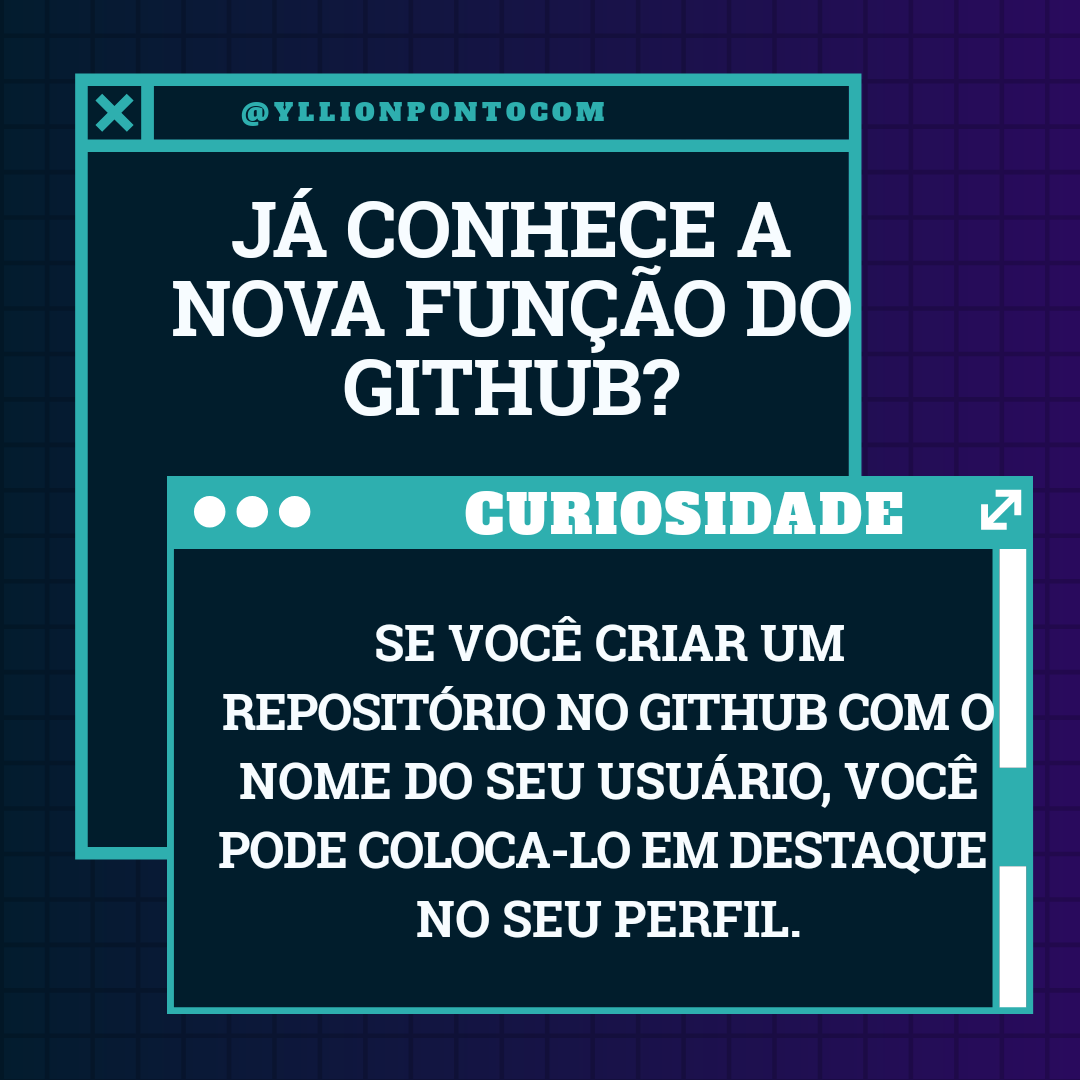 @YLLIONPONTOCOM
JÁ CONHECE A
NOVA FUNÇÃO DO
GITHUB?
CURIOSIDADE
SE VOCÊ CRIAR UM
REPOSITÓRIO NO GITHUB COM O
NOME DO SEU USUÁRIO, VOCÊ
PODE COLOCA-LO EM DESTAQUE
NO SEU PERFIL.